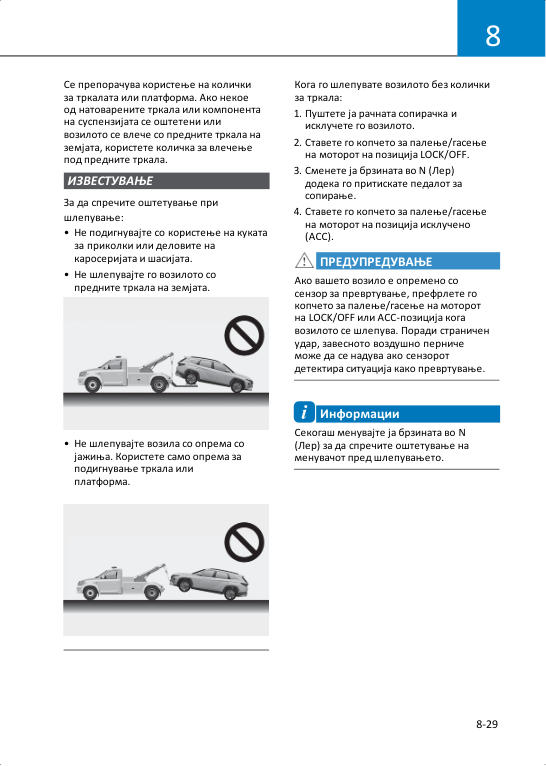 8
Се препорачува користење на колички
за тркалата или платформа. Ако некое
од натоварените тркала или компонента
на суспензијата се оштетени или
возилото се влече со предните тркала на
земјата, користете количка за влечење
под предните тркала.
ИЗВЕСТУВАЊЕ
За да спречите оштетување при
шлепување:
• Не подигнувајте со користење на куката
за приколки или деловите на
каросеријата и шасијата.
• Не шлепувајте го возилото со
предните тркала на земјата.
• Не шлепувајте возила со опрема со
јажиња. Користете само опрема за
подигнување тркала или
платформа.
Кога го шлепувате возилото без колички
за тркала:
1. Пуштете ја рачната сопирачка и
исклучете го возилото.
2. Ставете го копчето за палење/гасење
на моторот на позиција LOCK/OFF.
3. Сменете ја брзината во N (Лер)
додека го притискате педалот за
сопирање.
4. Ставете го копчето за палење/гасење
на моторот на позиција исклучено
(ACC).
ПРЕДУПРЕДУВАЊЕ
Ако вашето возило е опремено со
сензор за превртување, префрлете го
копчето за палење/гасење на моторот
на LOCK/OFF или ACC-позиција кога
возилото се шлепува. Поради страничен
удар, завесното воздушно перниче
може да се надува ако сензорот
детектира ситуација како превртување.
i Информации
Секогаш менувајте ја брзината во N
(Лер) за да спречите оштетување на
менувачот пред шлепувањето.
8-29